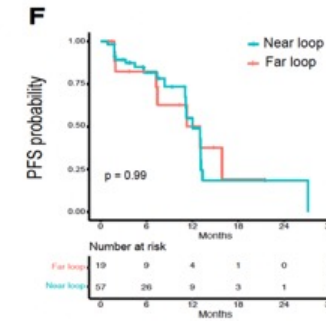 F
Near loop
Far loop
PFS probability
1.00
0.75
0.50
0.25
0.00
p = 0.99
0 6 12 18 24
Months
Number at risk
Far loop 19 9 4 1 0
Near loop 57 26 9 3 1
0 6 12 18 24
Months